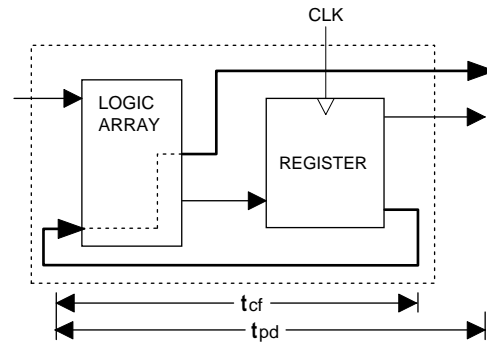 CLK
LOGIC
ARRAY
REGISTER
tcf
tpd